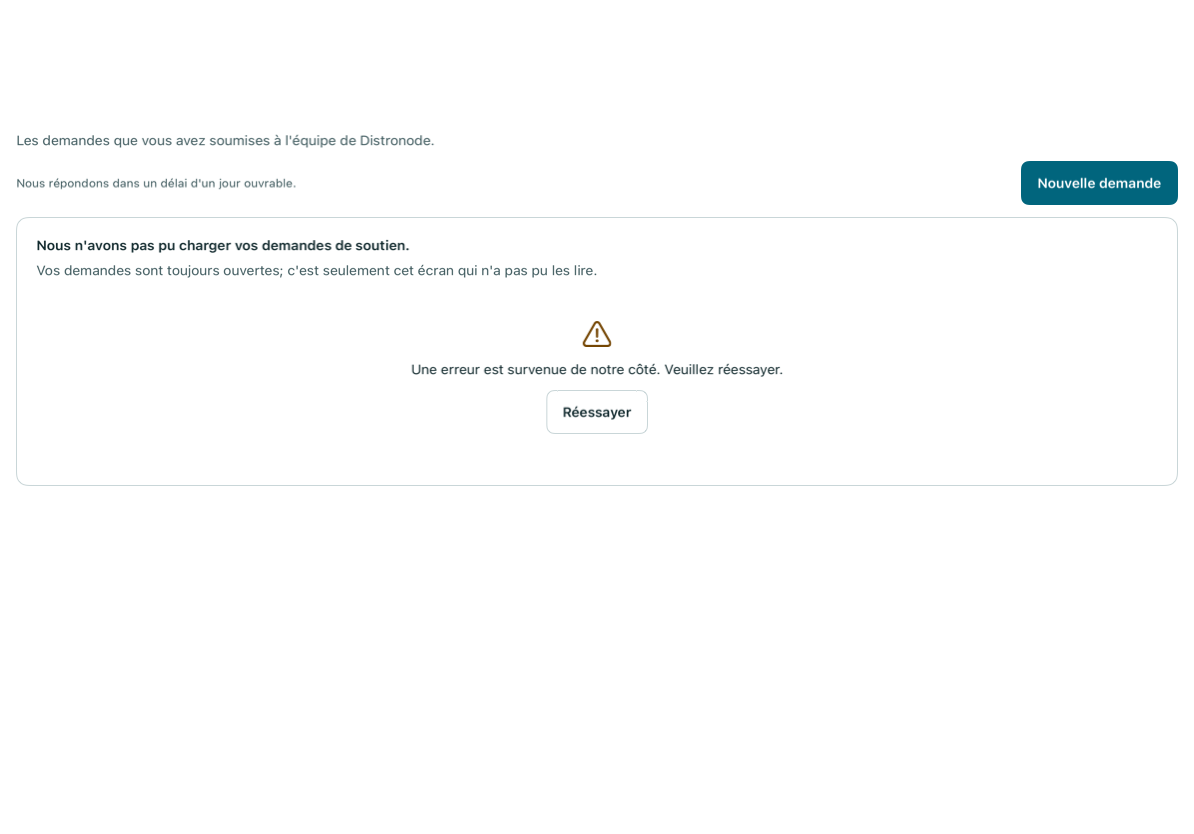 Les demandes que vous avez soumises à l'équipe de Distronode.
Nous répondons dans un délai d'un jour ouvrable.
Nouvelle demande
Nous n'avons pas pu charger vos demandes de soutien.
Vos demandes sont toujours ouvertes; c'est seulement cet écran qui n'a pas pu les lire.
Une erreur est survenue de notre côté. Veuillez réessayer.
Réessayer